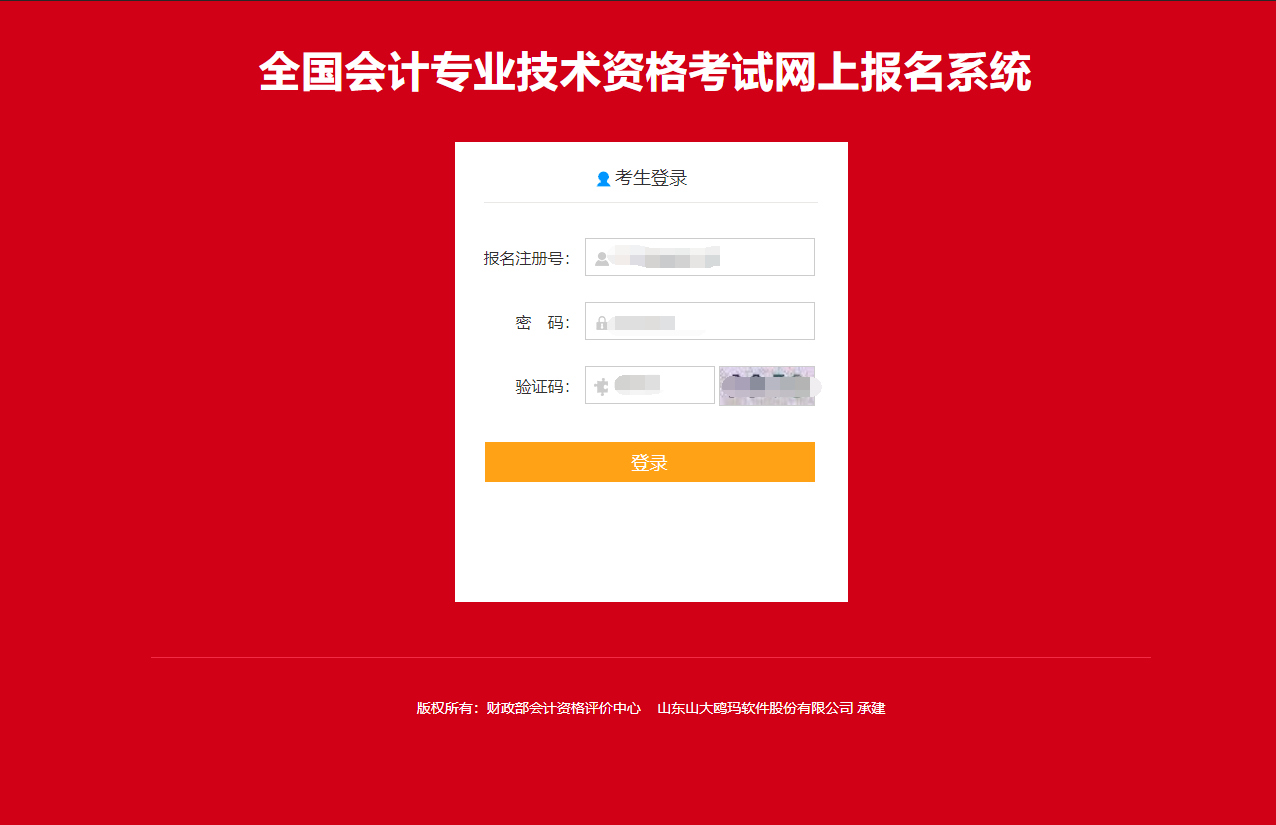 全国会计专业技术资格考试网上报名系统
考生登录
报名注册号：
密　码：
验证码：
登录
版权所有：财政部会计资格评价中心　山东山大鸥玛软件股份有限公司 承建